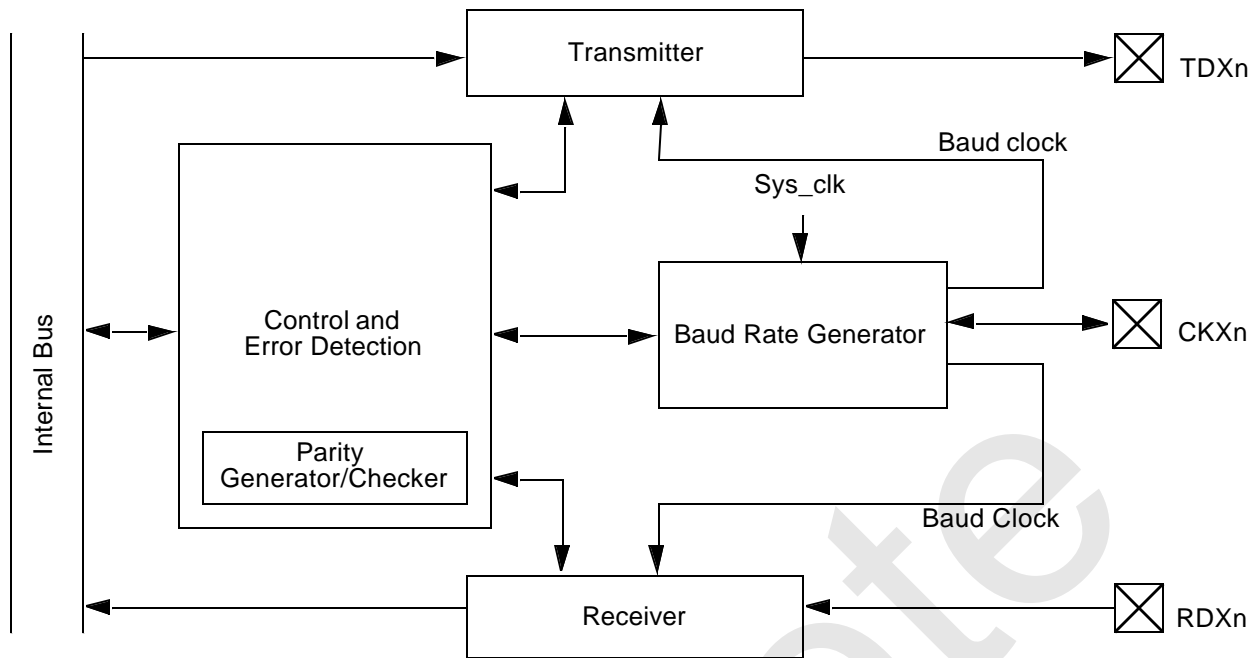 Transmitter
TDXn
Baud clock
Sys_clk
Internal Bus
Control and
Error Detection
Baud Rate Generator
CKXn
Parity
Generator/Checker
Baud Clock
Receiver
RDXn